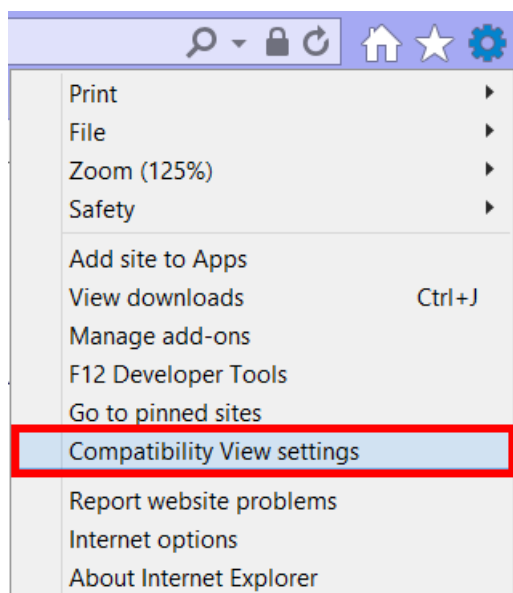 Print
File
Zoom (125%)
Safety
Add site to Apps
View downloads Ctrl+J
Manage add-ons
F12 Developer Tools
Go to pinned sites
Compatibility View settings
Report website problems
Internet options
About Internet Explorer